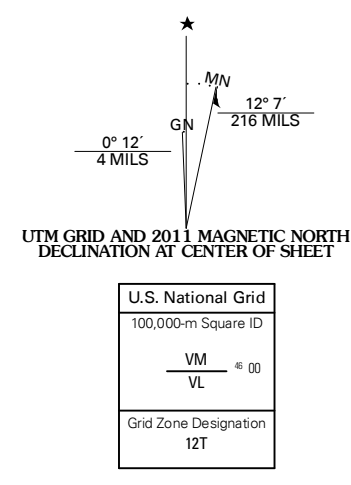 MN
GN
12° 7´
216 MILS
0° 12´
4 MILS
UTM GRID AND 2011 MAGNETIC NORTH
DECLINATION AT CENTER OF SHEET
U.S. National Grid
100,000-m Square ID
VM
46 00
VL
Grid Zone Designation
12T